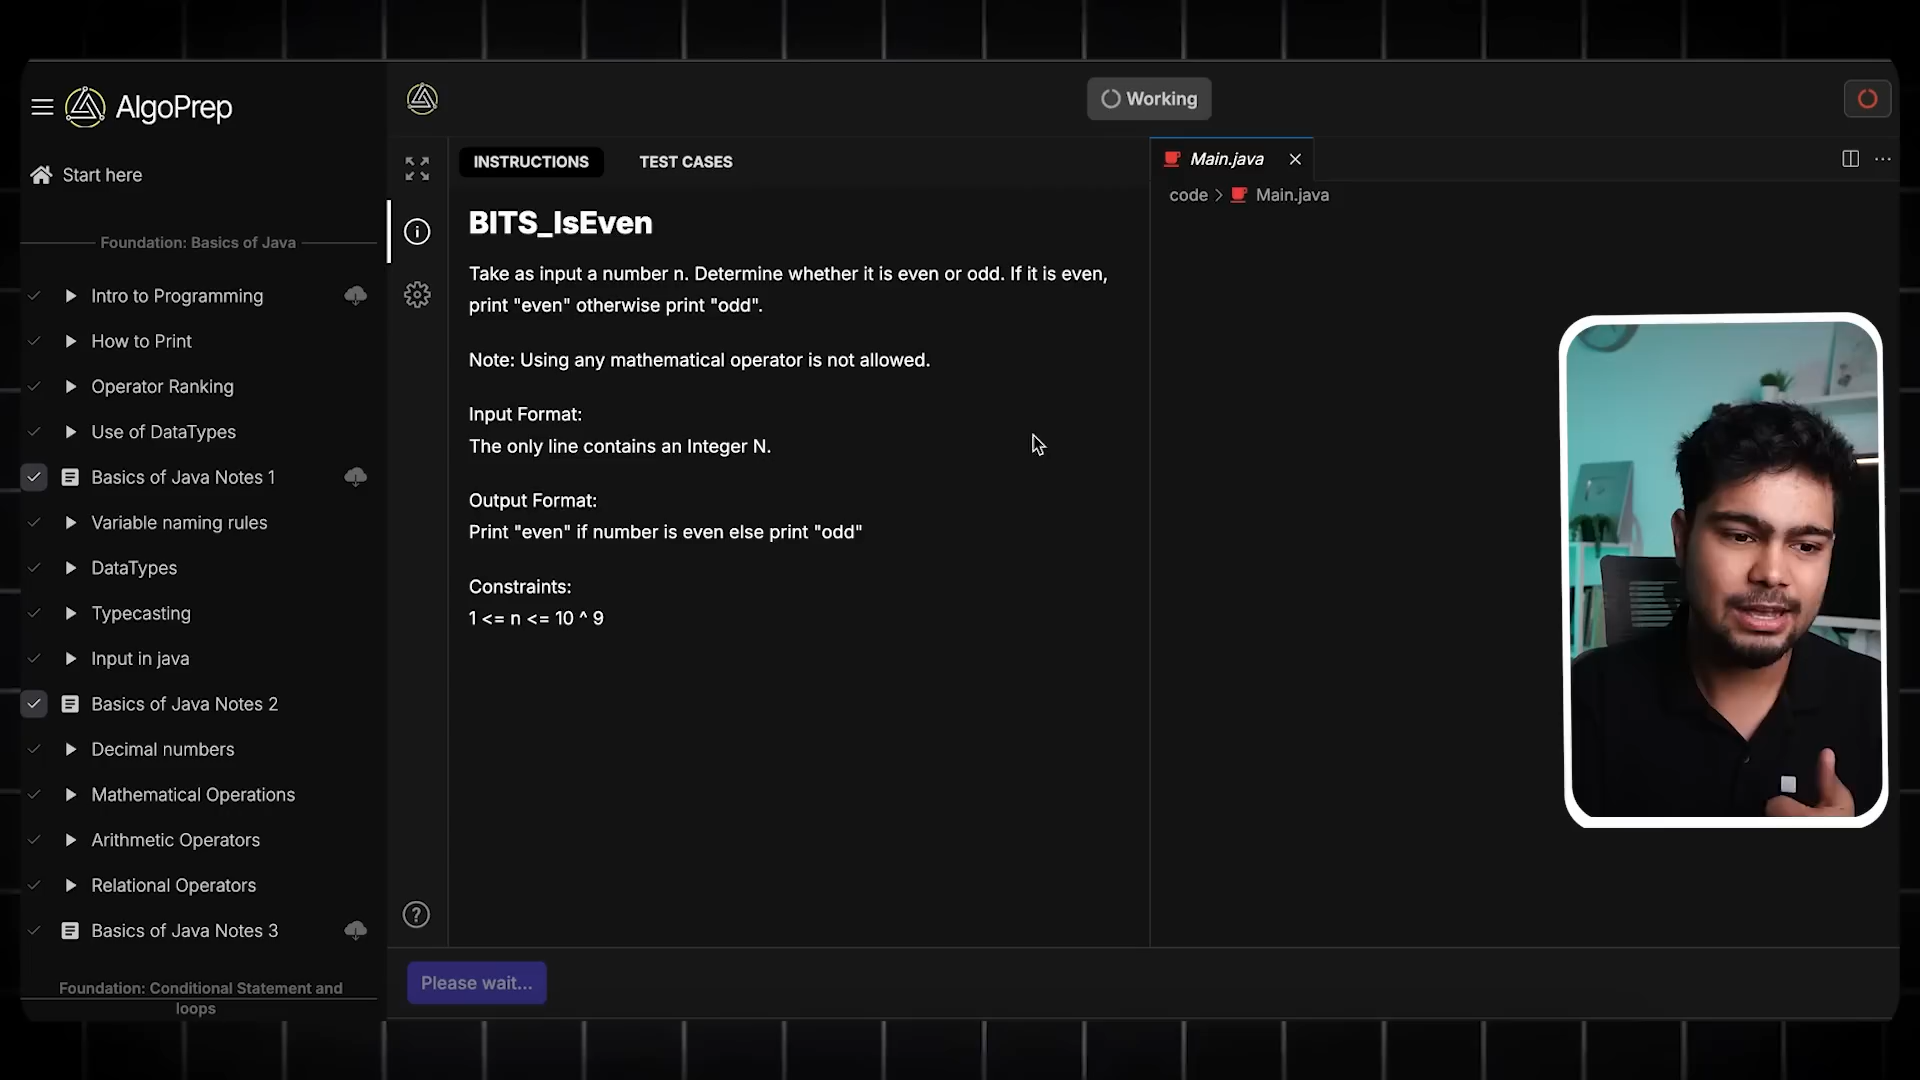 AlgoPrep
Start here
Foundation: Basics of Java
Intro to Programming
How to Print
Operator Ranking
Use of DataTypes
Basics of Java Notes 1
Variable naming rules
DataTypes
Typecasting
Input in java
Basics of Java Notes 2
Decimal numbers
Mathematical Operations
Arithmetic Operators
Relational Operators
Basics of Java Notes 3
Foundation: Conditional Statement and
loops
Working
INSTRUCTIONS TEST CASES
BITS_IsEven
Take as input a number n. Determine whether it is even or odd. If it is even,
print "even" otherwise print "odd".
Note: Using any mathematical operator is not allowed.
Input Format:
The only line contains an Integer N.
Output Format:
Print "even" if number is even else print "odd"
Constraints:
1 <= n <= 10 ^ 9
Please wait...
Main.java
code > Main.java